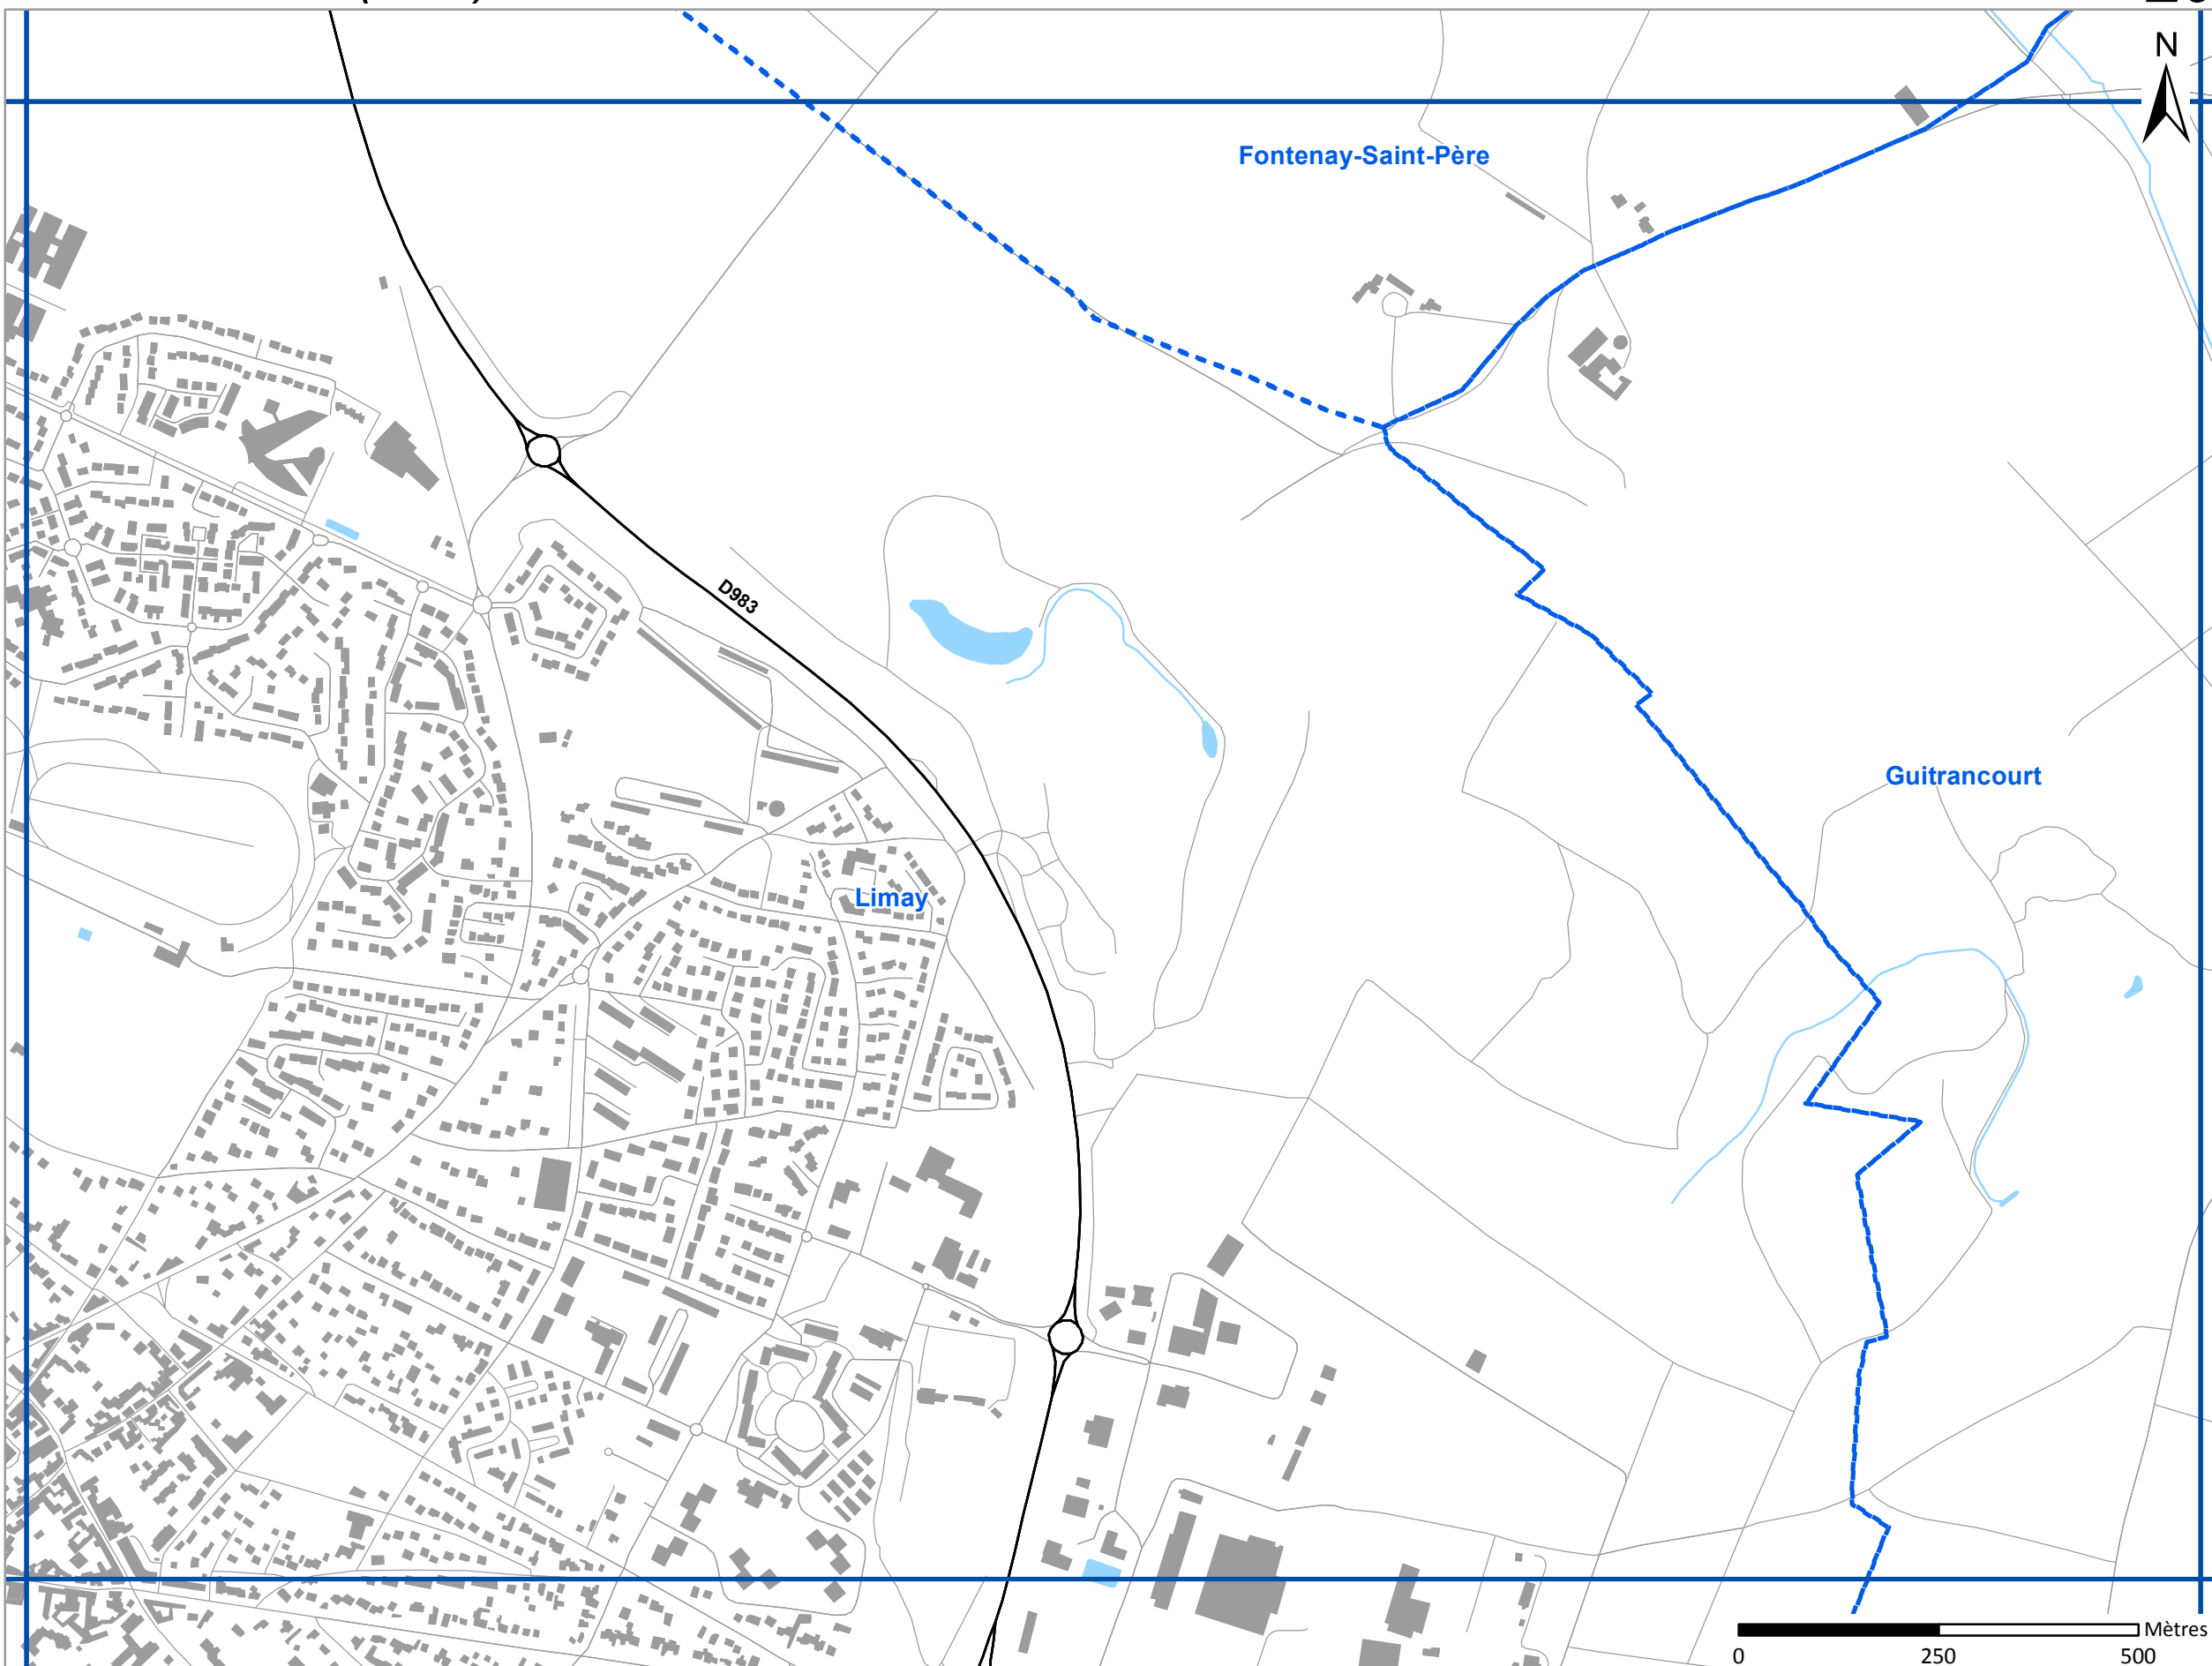 N
Fontenay-Saint-Père
D983
Guitrancourt
Limay
Mètres
0 250 500